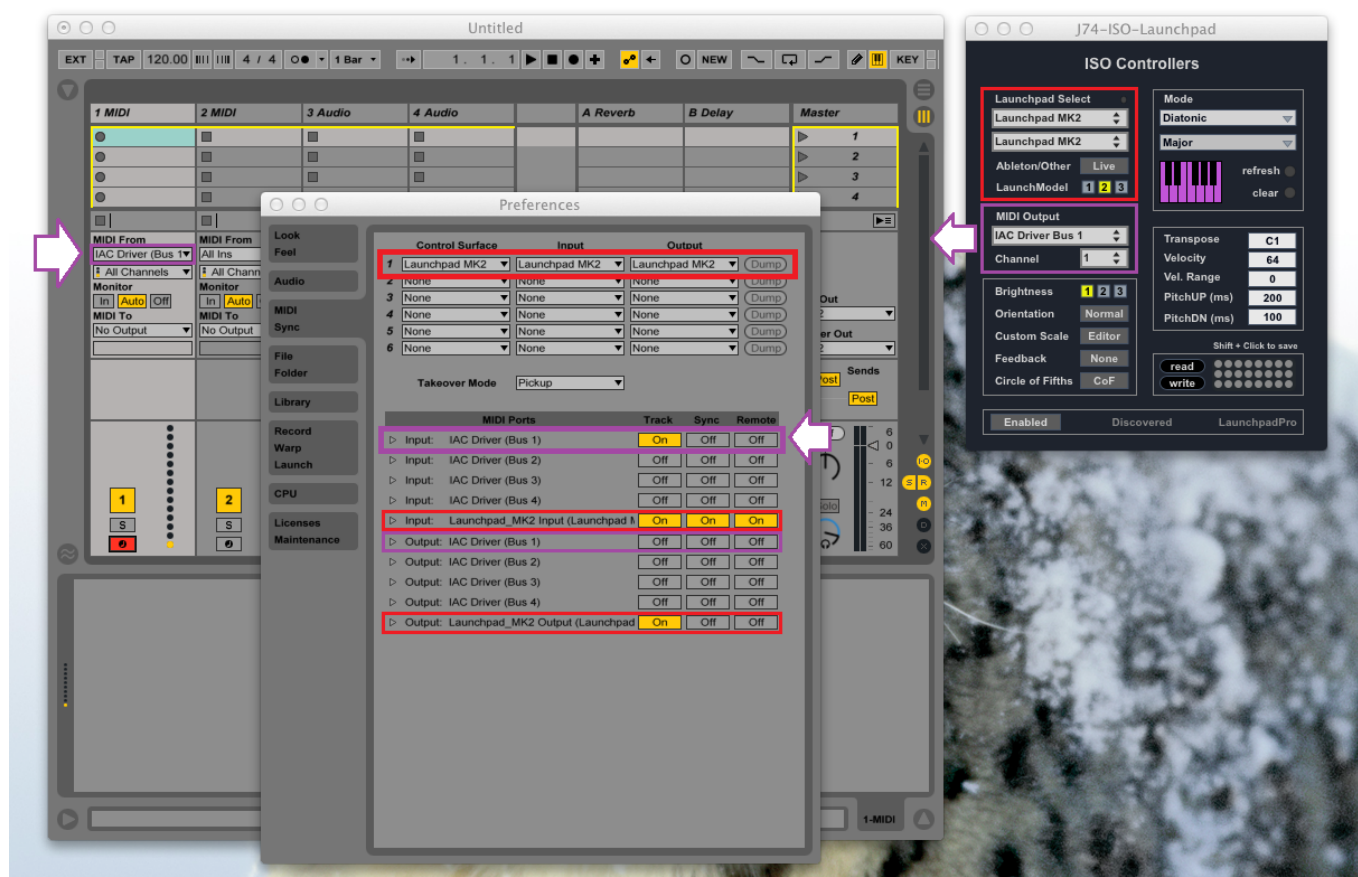 Untitled
EXT TAP 120.00 4 / 4 1 Bar 1. 1. 1 NEW KEY
1 MIDI 2 MIDI 3 Audio 4 Audio A Reverb B Delay Master
1
2
3
4
MIDI From MIDI From
IAC Driver (Bus 1 All Ins
All Channels All Chann
Monitor Monitor
In Auto Off In Auto
MIDI To MIDI To
No Output No Output
Out
er Out
Sends
Post
Post
6
0
6
12
24
36
60
Solo
1 2
S S
I·O
S R
M
D
X
1-MIDI
Preferences
Look
Feel
Audio
MIDI
Sync
File
Folder
Library
Record
Warp
Launch
CPU
Licenses
Maintenance
Control Surface Input Output
1 Launchpad MK2 Launchpad MK2 Launchpad MK2 Dump
2 None None None Dump
3 None None None Dump
4 None None None Dump
5 None None None Dump
6 None None None Dump
Takeover Mode Pickup
MIDI Ports Track Sync Remote
Input: IAC Driver (Bus 1) On Off Off
Input: IAC Driver (Bus 2) Off Off Off
Input: IAC Driver (Bus 3) Off Off Off
Input: IAC Driver (Bus 4) Off Off Off
Input: Launchpad_MK2 Input (Launchpad M On On On
Output: IAC Driver (Bus 1) Off Off Off
Output: IAC Driver (Bus 2) Off Off Off
Output: IAC Driver (Bus 3) Off Off Off
Output: IAC Driver (Bus 4) Off Off Off
Output: Launchpad_MK2 Output (Launchpad On Off Off
J74-ISO-Launchpad
ISO Controllers
Launchpad Select
Launchpad MK2
Launchpad MK2
Ableton/Other Live
LaunchModel 1 2 3
MIDI Output
IAC Driver Bus 1
Channel 1
Brightness 1 2 3
Orientation Normal
Custom Scale Editor
Feedback None
Circle of Fifths CoF
Mode
Diatonic
Major
refresh
clear
Transpose C1
Velocity 64
Vel. Range 0
PitchUP (ms) 200
PitchDN (ms) 100
Shift + Click to save
read
write
Enabled Discovered LaunchpadPro